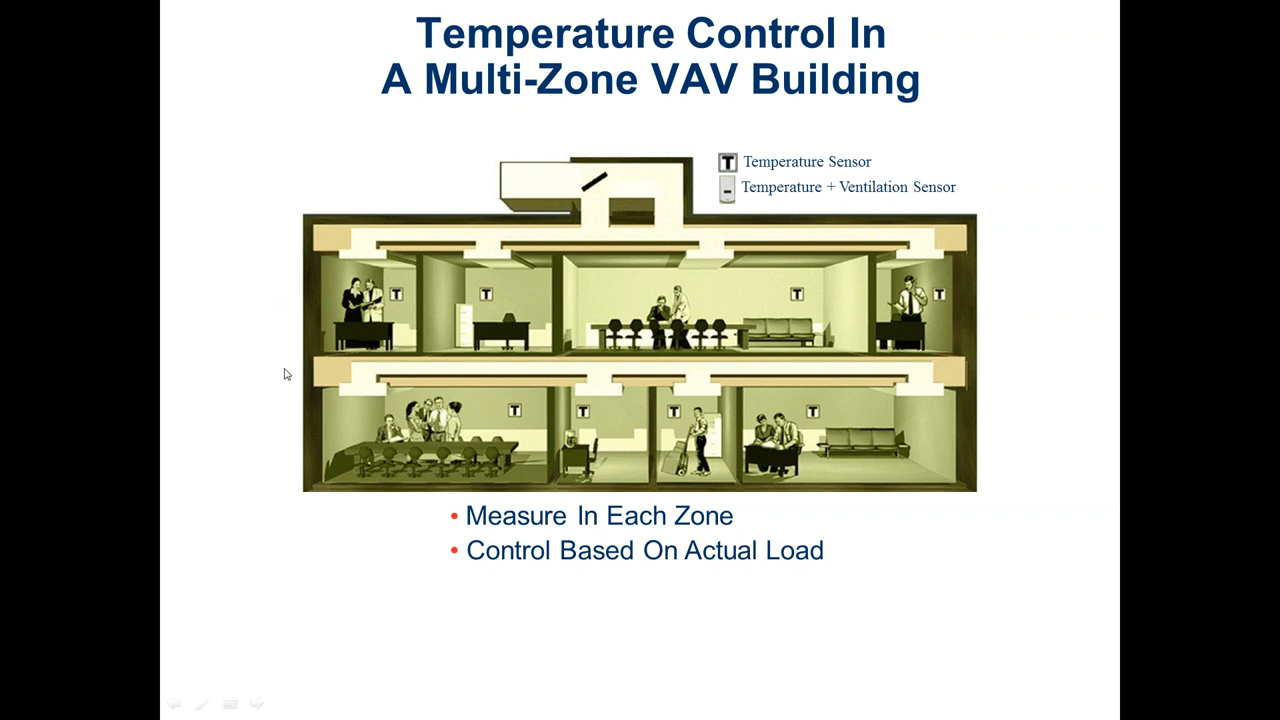 Temperature Control In
A Multi-Zone VAV Building
T Temperature Sensor
Temperature + Ventilation Sensor
T T T T
T T T T
• Measure In Each Zone
• Control Based On Actual Load